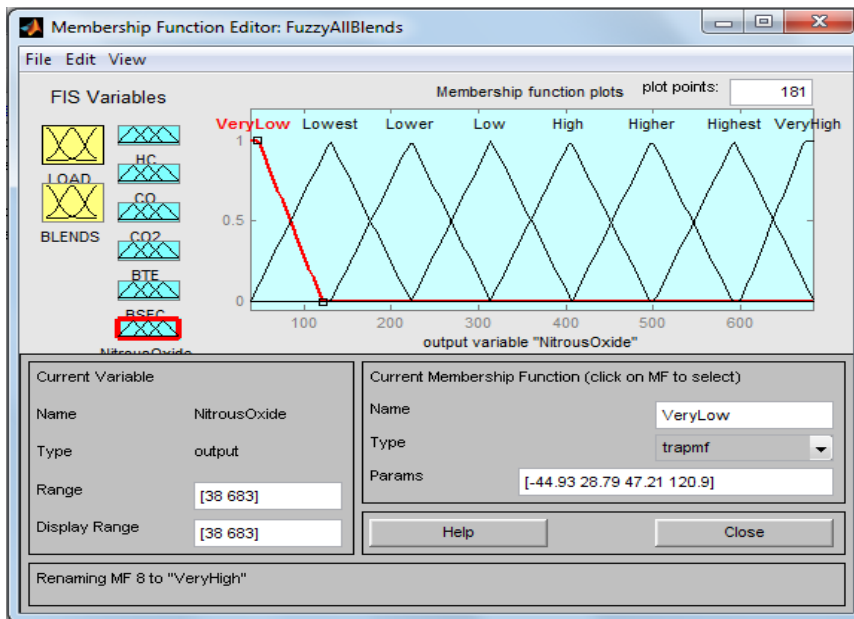 Membership Function Editor: FuzzyAllBlends
File Edit View
FIS Variables
Membership function plots
plot points:
181
LOAD
BLENDS
HC
CO
CO2
BTE
BSEC
NitrousOxide
VeryLow Lowest Lower Low High Higher Highest VeryHigh
1
0.5
0
100 200 300 400 500 600
output variable "NitrousOxide"
Current Variable
Name NitrousOxide
Type output
Range [38 683]
Display Range [38 683]
Current Membership Function (click on MF to select)
Name VeryLow
Type trapmf
Params [-44.93 28.79 47.21 120.9]
Help Close
Renaming MF 8 to "VeryHigh"